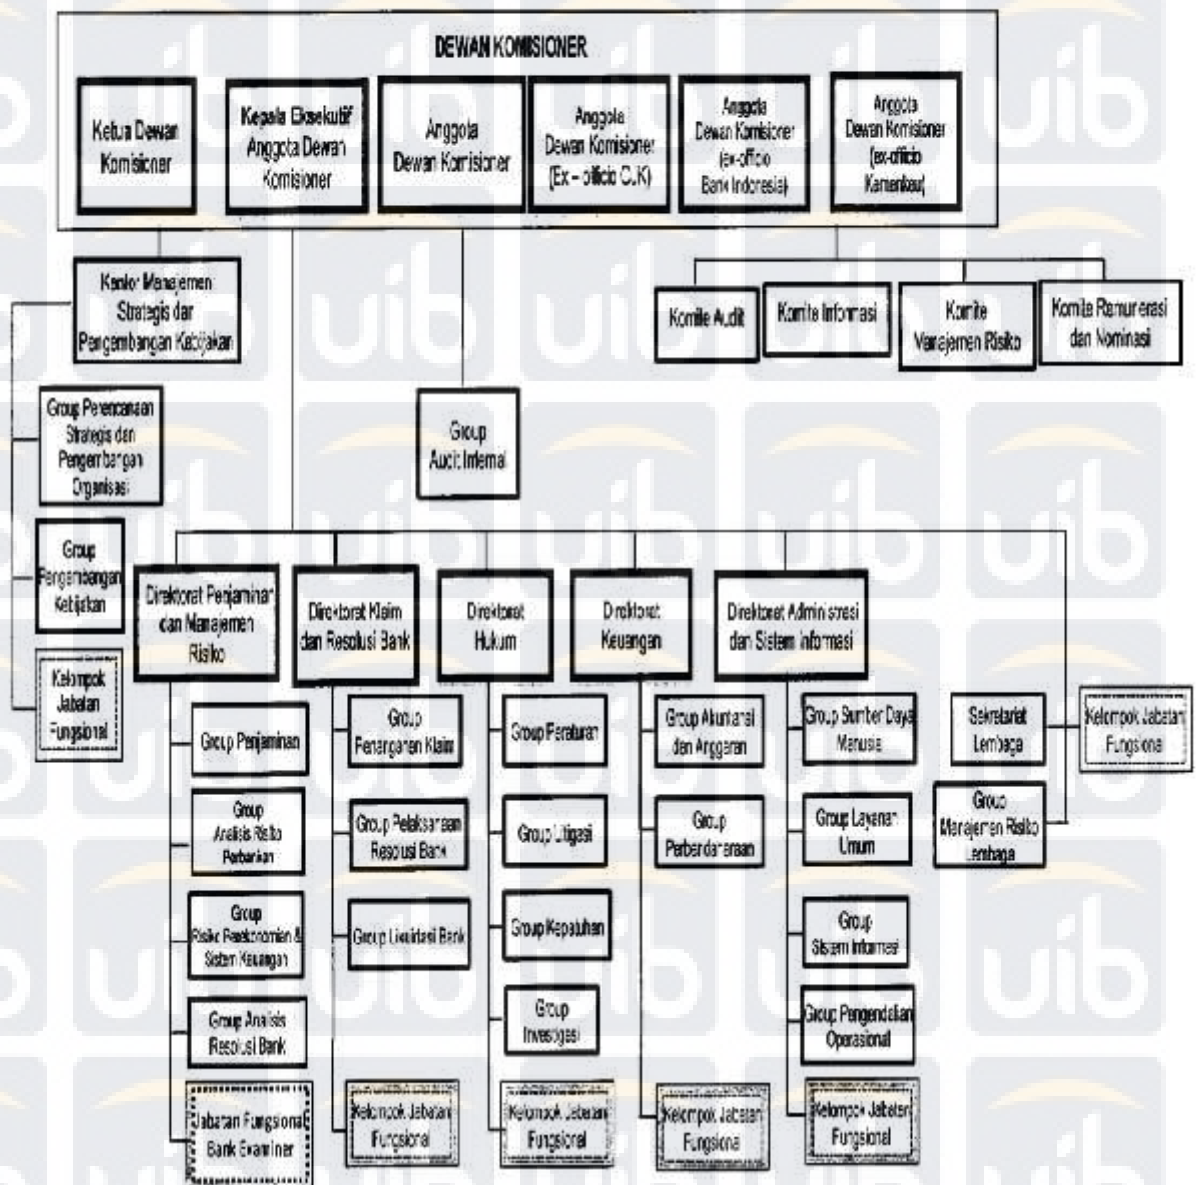 DEWAN KOMISIONER
Ketua Dewan
Komisioner
Kepala Eksekutif
Anggota Dewan
Komisioner
Anggota
Dewan Komisioner
Anggota
Dewan Komisioner
(Ex – officio OJK)
Anggota
Dewan Komisioner
(ex-officio
Bank Indonesia)
Anggota
Dewan Komisioner
(ex-officio
Kemenkeu)
Kantor Manajemen
Strategis dan
Pengembangan Kebijakan
Komite Audit
Komite Informasi
Komite
Manajemen Risiko
Komite Remunerasi
dan Nominasi
Group Perencanaan
Strategis dan
Pengembangan
Organisasi
Group
Audit Internal
Group
Pengembangan
Kebijakan
Kelompok
Jabatan
Fungsional
Direktorat Penjaminan
dan Manajemen
Risiko
Direktorat Klaim
dan Resolusi Bank
Direktorat
Hukum
Direktorat
Keuangan
Direktorat Administrasi
dan Sistem Informasi
Group Penjaminan
Group
Analisis Risiko
Perbankan
Group
Risiko Perekonomian &
Sistem Keuangan
Group Analisis
Resolusi Bank
Jabatan Fungsional
Bank Examiner
Group
Penanganan Klaim
Group Pelaksanaan
Resolusi Bank
Group Likuidasi Bank
Kelompok Jabatan
Fungsional
Group Peraturan
Group Litigasi
Group Kepatuhan
Group
Investigasi
Kelompok Jabatan
Fungsional
Group Akuntansi
dan Anggaran
Group
Perbendaharaan
Kelompok Jabatan
Fungsional
Group Sumber Daya
Manusia
Group Layanan
Umum
Group
Sistem Informasi
Group Pengendalian
Operasional
Kelompok Jabatan
Fungsional
Sekretariat
Lembaga
Group
Manajemen Risiko
Lembaga
Kelompok Jabatan
Fungsional
uib